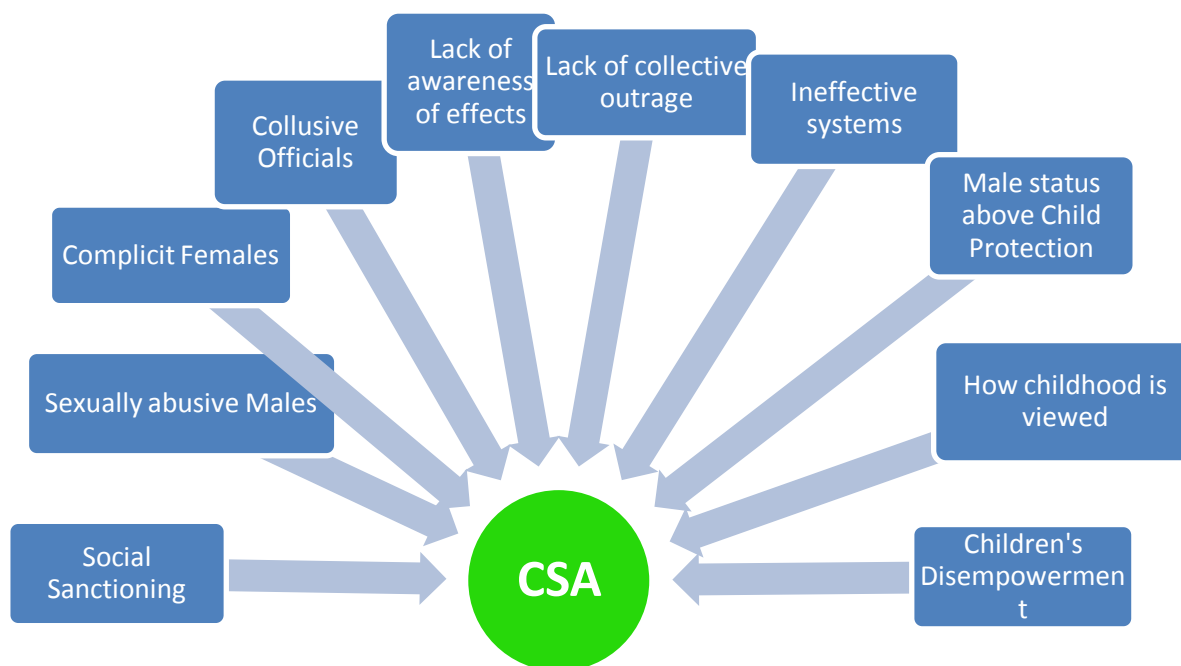 Lack of
awareness
of effects
Lack of collective
outrage
Ineffective
systems
Collusive
Officials
Male status
above Child
Protection
Complicit Females
How childhood is
viewed
Sexually abusive Males
Social
Sanctioning
CSA
Children's
Disempowermen
t